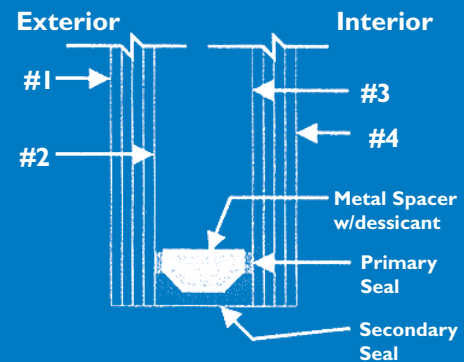 Exterior
Interior
#1
#2
#3
#4
Metal Spacer
w/dessicant
Primary
Seal
Secondary
Seal